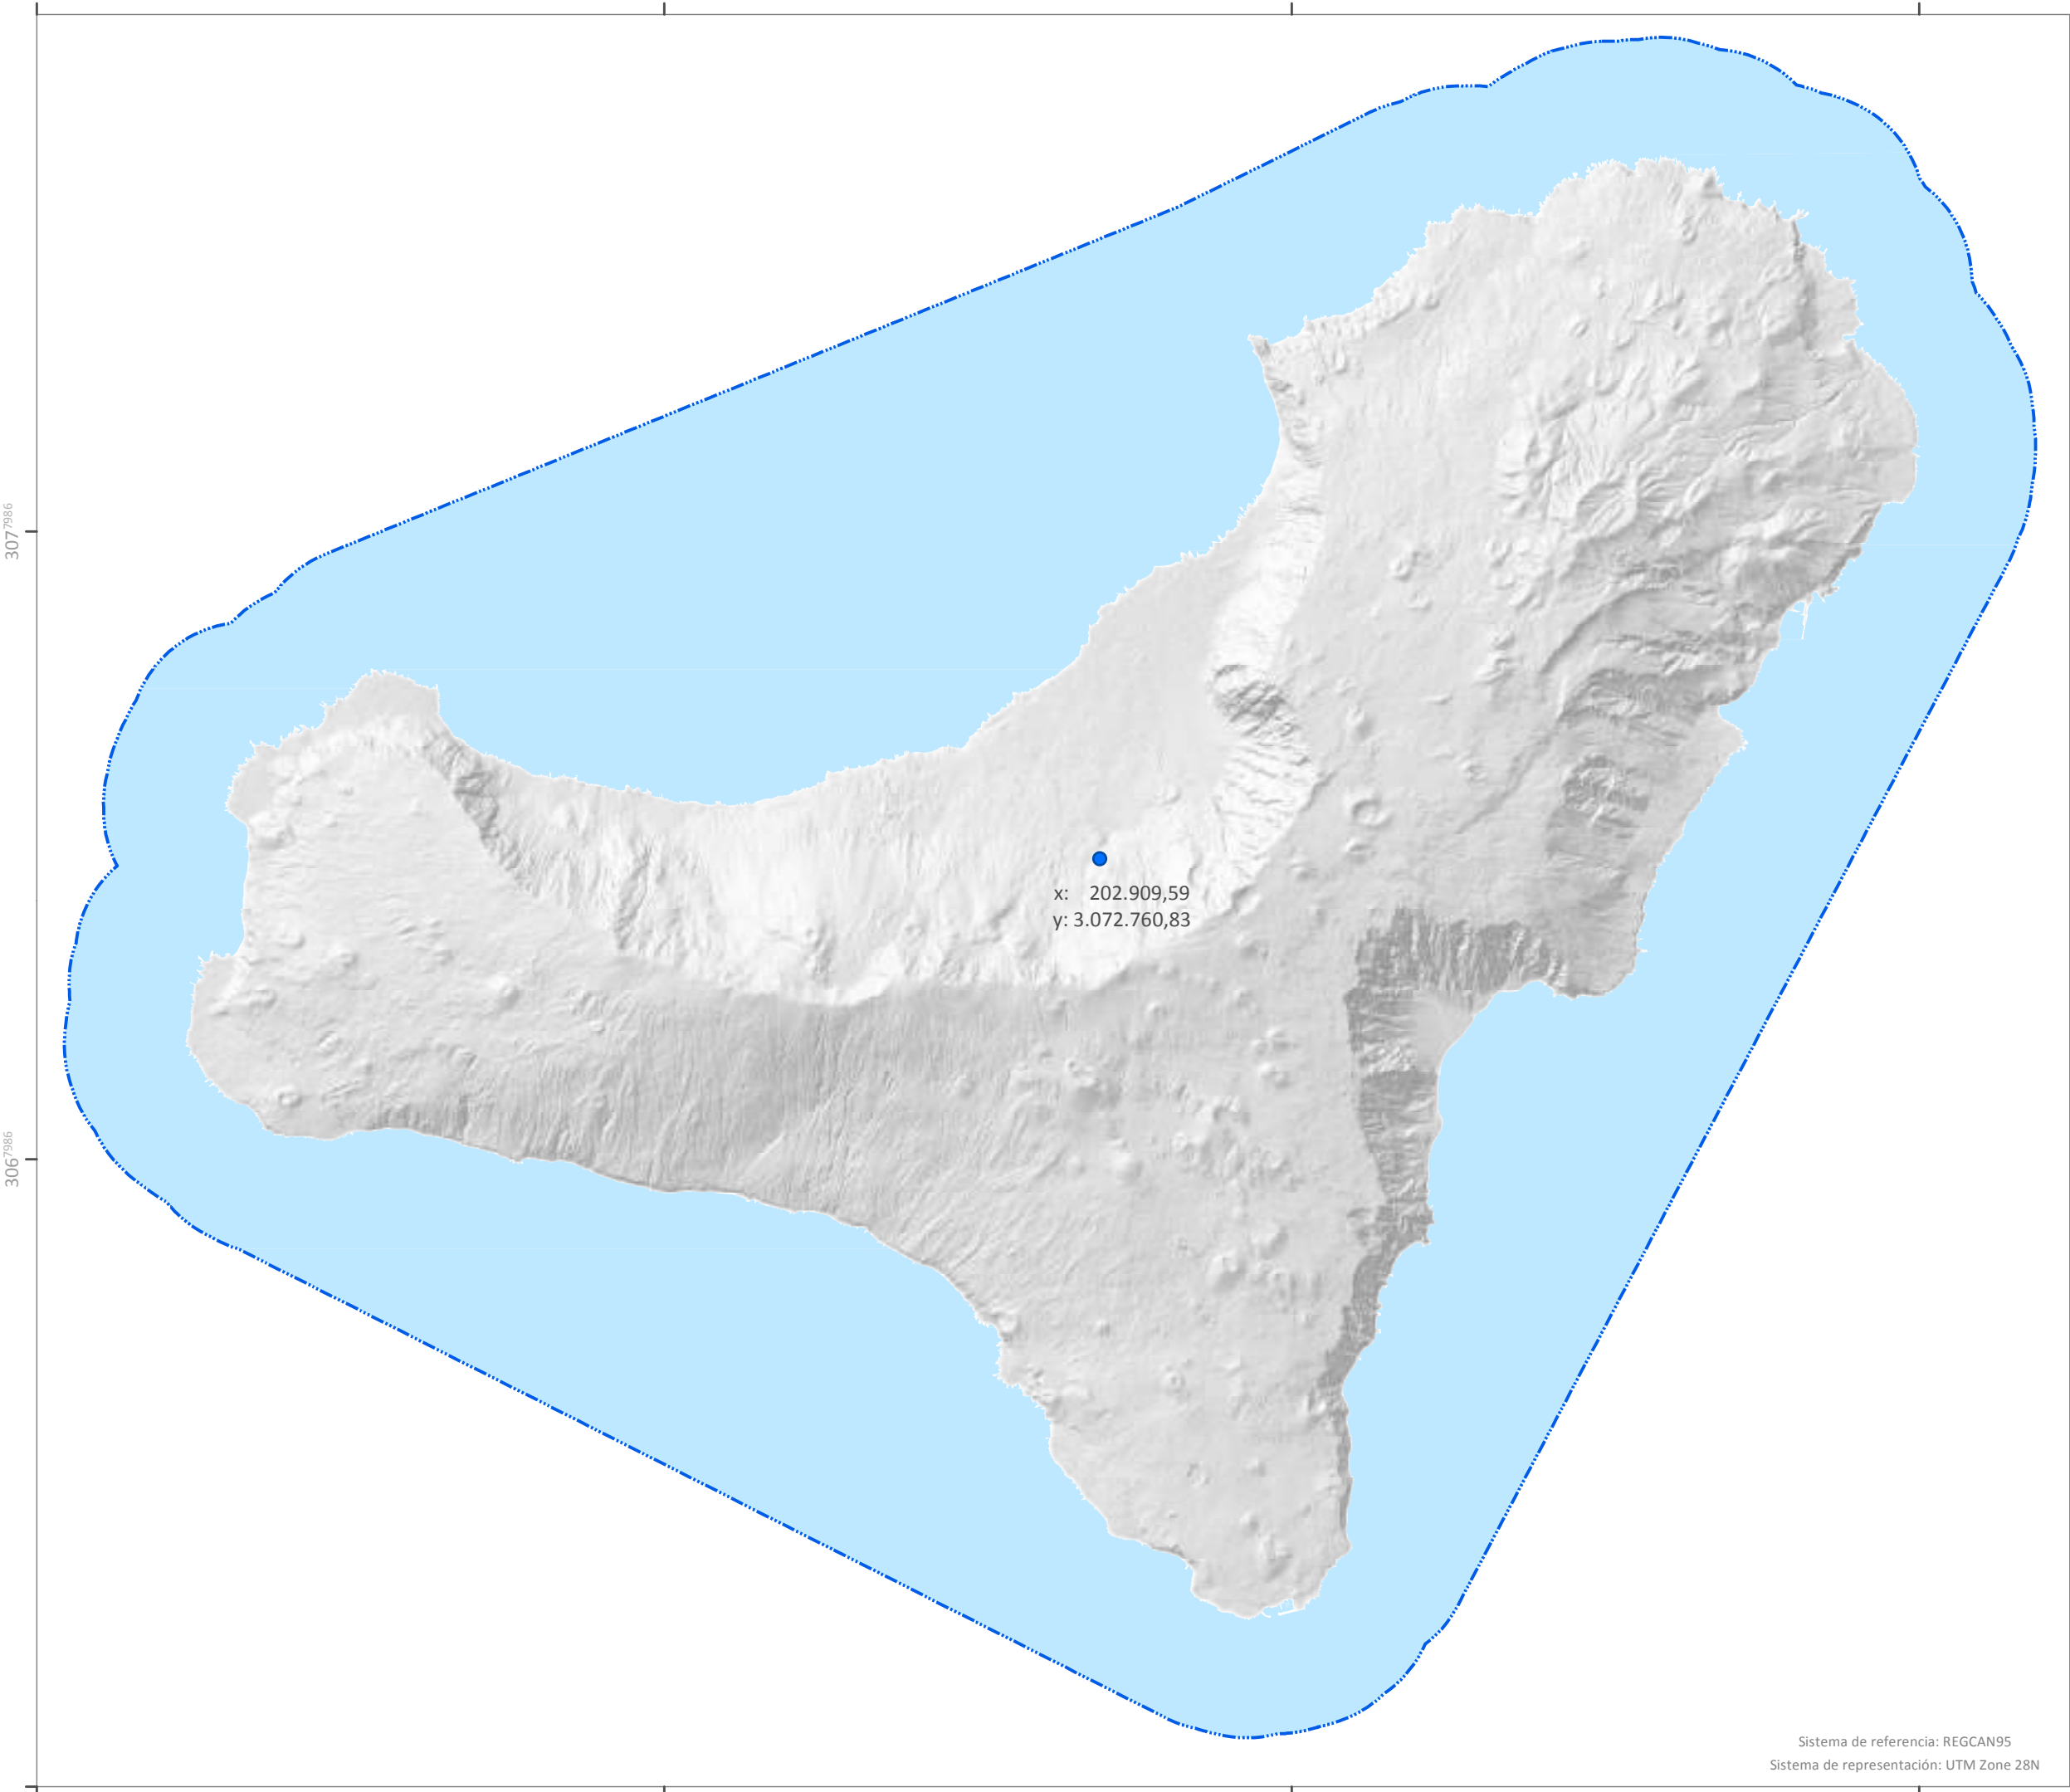 307⁷⁹⁸⁶
x: 202.909,59
y: 3.072.760,83
306⁷⁹⁸⁶
Sistema de referencia: REGCAN95
Sistema de representación: UTM Zone 28N